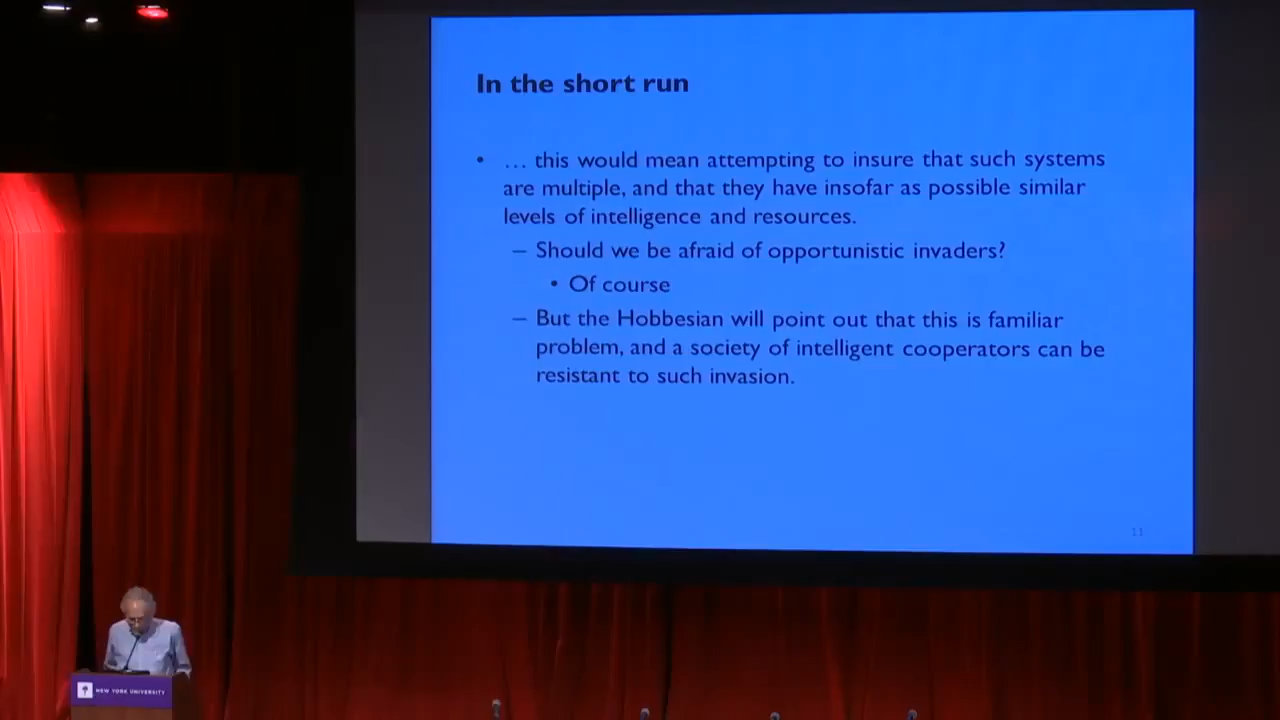 In the short run
• … this would mean attempting to insure that such systems
are multiple, and that they have insofar as possible similar
levels of intelligence and resources.
– Should we be afraid of opportunistic invaders?
• Of course
– But the Hobbesian will point out that this is familiar
problem, and a society of intelligent cooperators can be
resistant to such invasion.
11
NEW YORK UNIVERSITY